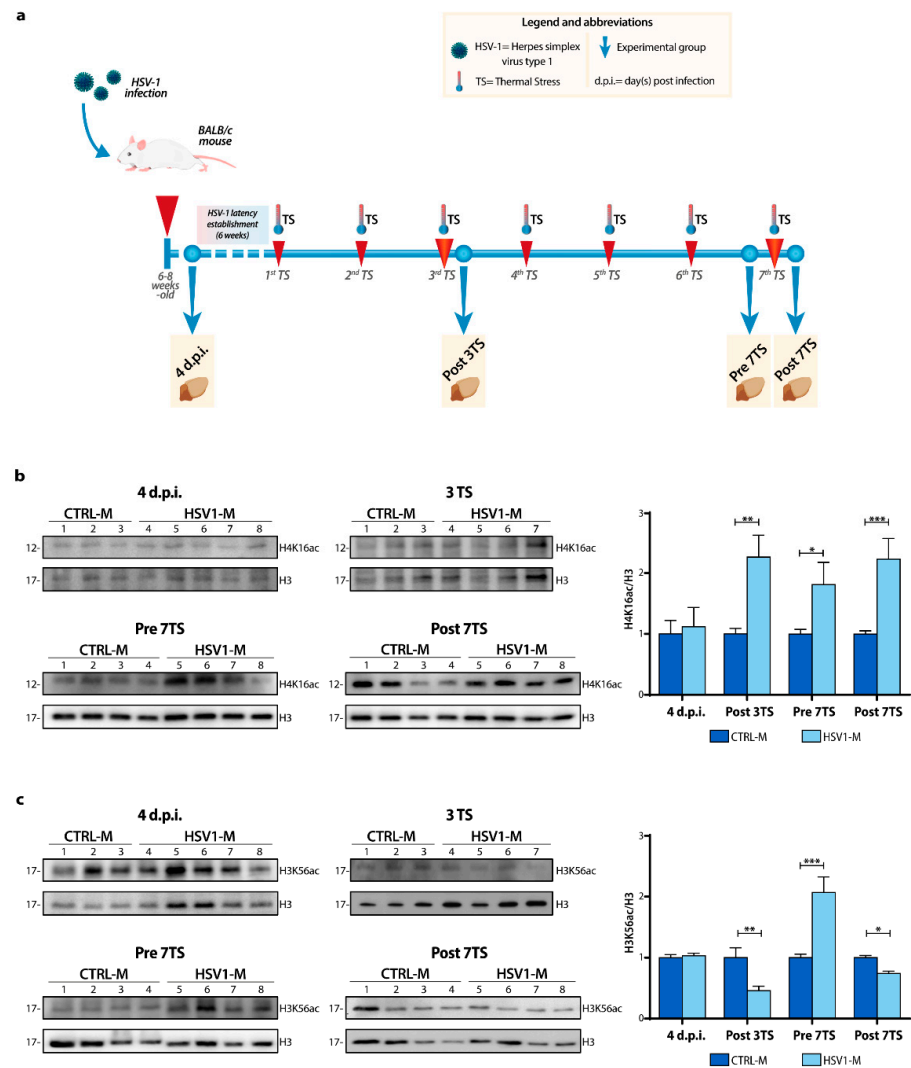 a
Legend and abbreviations
HSV-1= Herpes simplex
virus type 1
Experimental group
TS= Thermal Stress
d.p.i.= day(s) post infection
HSV-1
infection
BALB/c
mouse
HSV-1 latency
establishment
(6 weeks)
TS TS TS TS TS TS TS
6-8
weeks
-old
1st TS 2nd TS 3rd TS 4th TS 5th TS 6th TS 7th TS
4 d.p.i. Post 3TS Pre 7TS Post 7TS
b
4 d.p.i.
CTRL-M HSV1-M
1 2 3 4 5 6 7 8
12- H4K16ac
17- H3
3 TS
CTRL-M HSV1-M
1 2 3 4 5 6 7
12- H4K16ac
17- H3
Pre 7TS
CTRL-M HSV1-M
1 2 3 4 5 6 7 8
12- H4K16ac
17- H3
Post 7TS
CTRL-M HSV1-M
1 2 3 4 5 6 7 8
12- H4K16ac
17- H3
H4K16ac/H3
3
2
1
0
** * ***
4 d.p.i. Post 3TS Pre 7TS Post 7TS
CTRL-M HSV1-M
c
4 d.p.i.
CTRL-M HSV1-M
1 2 3 4 5 6 7 8
17- H3K56ac
17- H3
3 TS
CTRL-M HSV1-M
1 2 3 4 5 6 7
17- H3K56ac
17- H3
Pre 7TS
CTRL-M HSV1-M
1 2 3 4 5 6 7 8
17- H3K56ac
17- H3
Post 7TS
CTRL-M HSV1-M
1 2 3 4 5 6 7 8
17- H3K56ac
17- H3
H3K56ac/H3
3
2
1
0
** *** *
4 d.p.i. Post 3TS Pre 7TS Post 7TS
CTRL-M HSV1-M